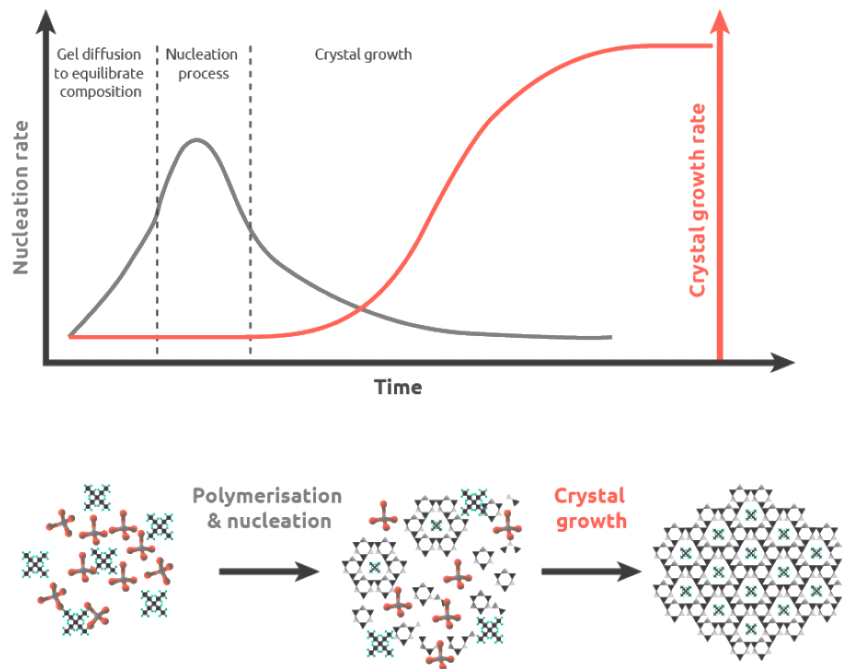 Gel diffusion
to equilibrate
composition
Nucleation
process
Crystal growth
Nucleation rate
Crystal growth rate
Time
Polymerisation
& nucleation
Crystal
growth